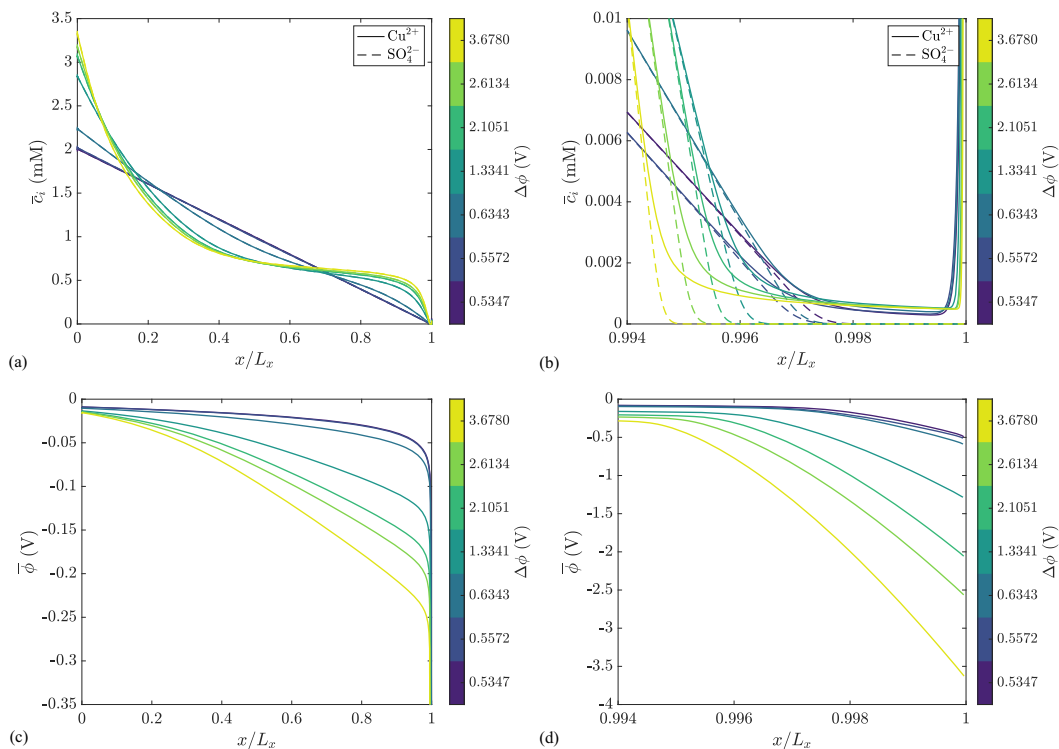 3.5
3
2.5
2
1.5
1
0.5
0
c̄ᵢ (mM)
0 0.2 0.4 0.6 0.8 1
x/Lₓ
Cu²⁺
SO₄²⁻
3.6780
2.6134
2.1051
1.3341
0.6343
0.5572
0.5347
Δϕ (V)
(a)
0.01
0.008
0.006
0.004
0.002
0
c̄ᵢ (mM)
0.994 0.996 0.998 1
x/Lₓ
Cu²⁺
SO₄²⁻
3.6780
2.6134
2.1051
1.3341
0.6343
0.5572
0.5347
Δϕ (V)
(b)
0
-0.05
-0.1
-0.15
-0.2
-0.25
-0.3
-0.35
ϕ̄ (V)
0 0.2 0.4 0.6 0.8 1
x/Lₓ
3.6780
2.6134
2.1051
1.3341
0.6343
0.5572
0.5347
Δϕ (V)
(c)
0
-0.5
-1
-1.5
-2
-2.5
-3
-3.5
-4
ϕ̄ (V)
0.994 0.996 0.998 1
x/Lₓ
3.6780
2.6134
2.1051
1.3341
0.6343
0.5572
0.5347
Δϕ (V)
(d)